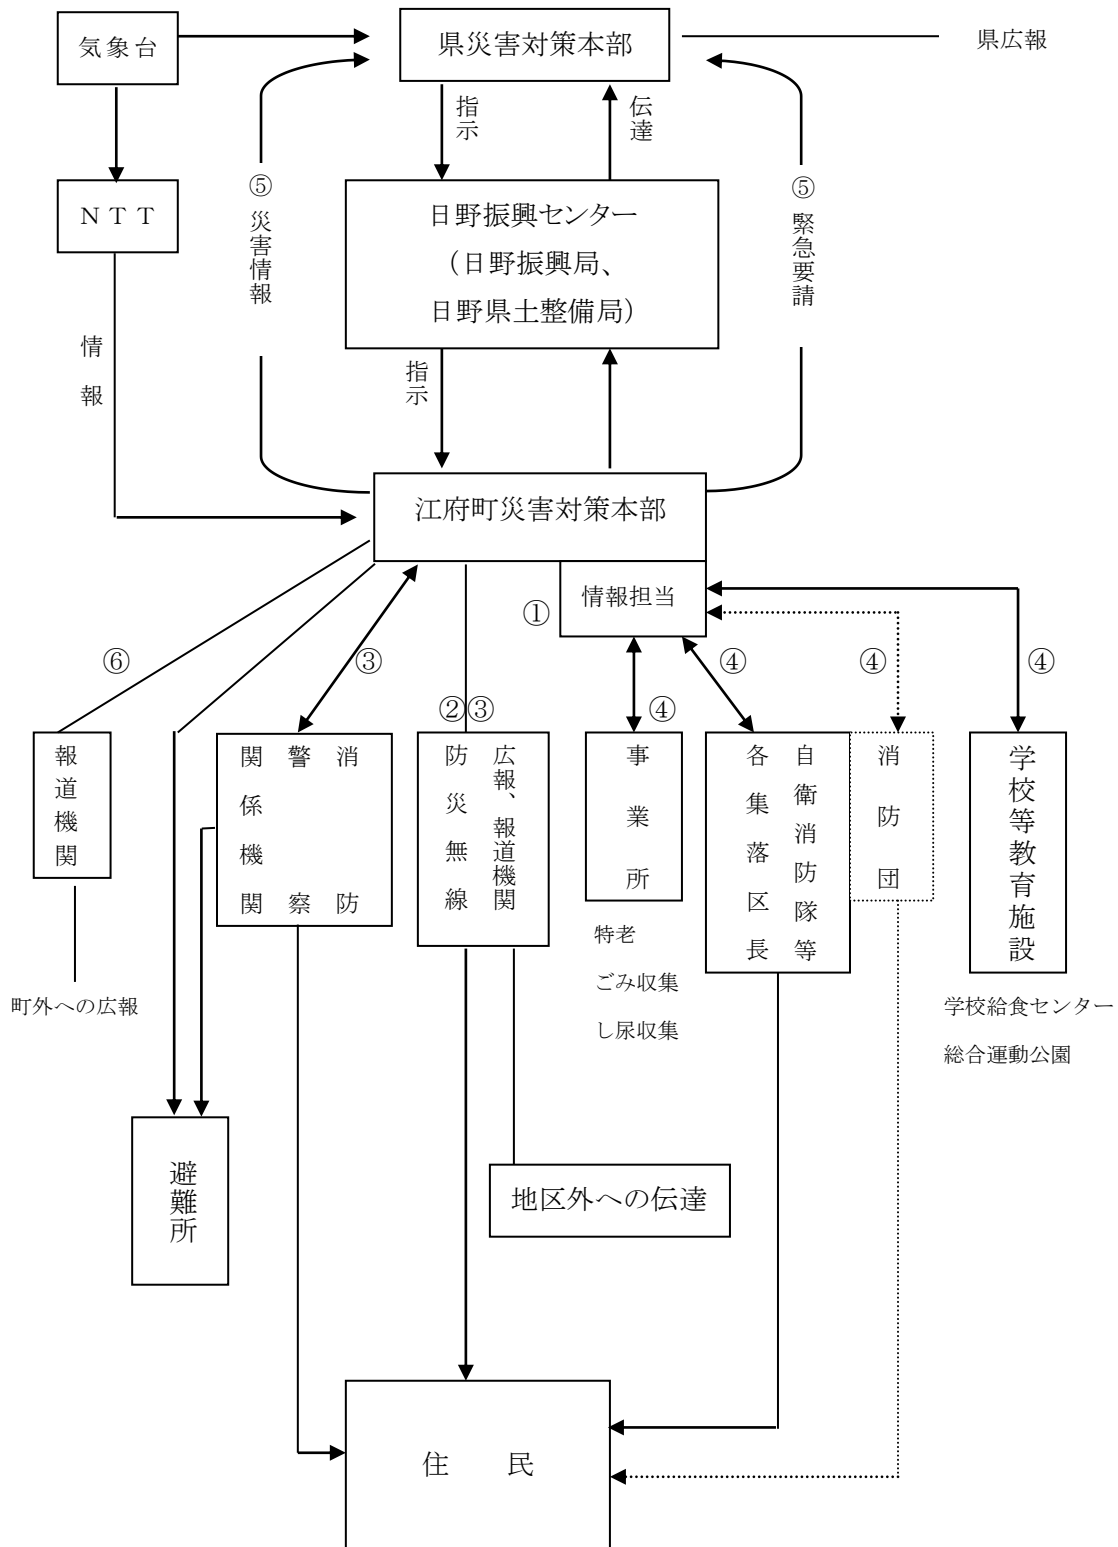 気象台
県災害対策本部
県広報
指示
伝達
ＮＴＴ
⑤災害情報
日野振興センター
（日野振興局、
日野県土整備局）
⑤緊急要請
情報
指示
江府町災害対策本部
情報担当
①
⑥
③
②③
④
④
④
④
報道機関
消防
警察
関係機関
広報、報道機関
防災無線
事業所
自衛消防隊等
各集落区長
消防団
学校等教育施設
特老
ごみ収集
し尿収集
町外への広報
学校給食センター
総合運動公園
避難所
地区外への伝達
住民